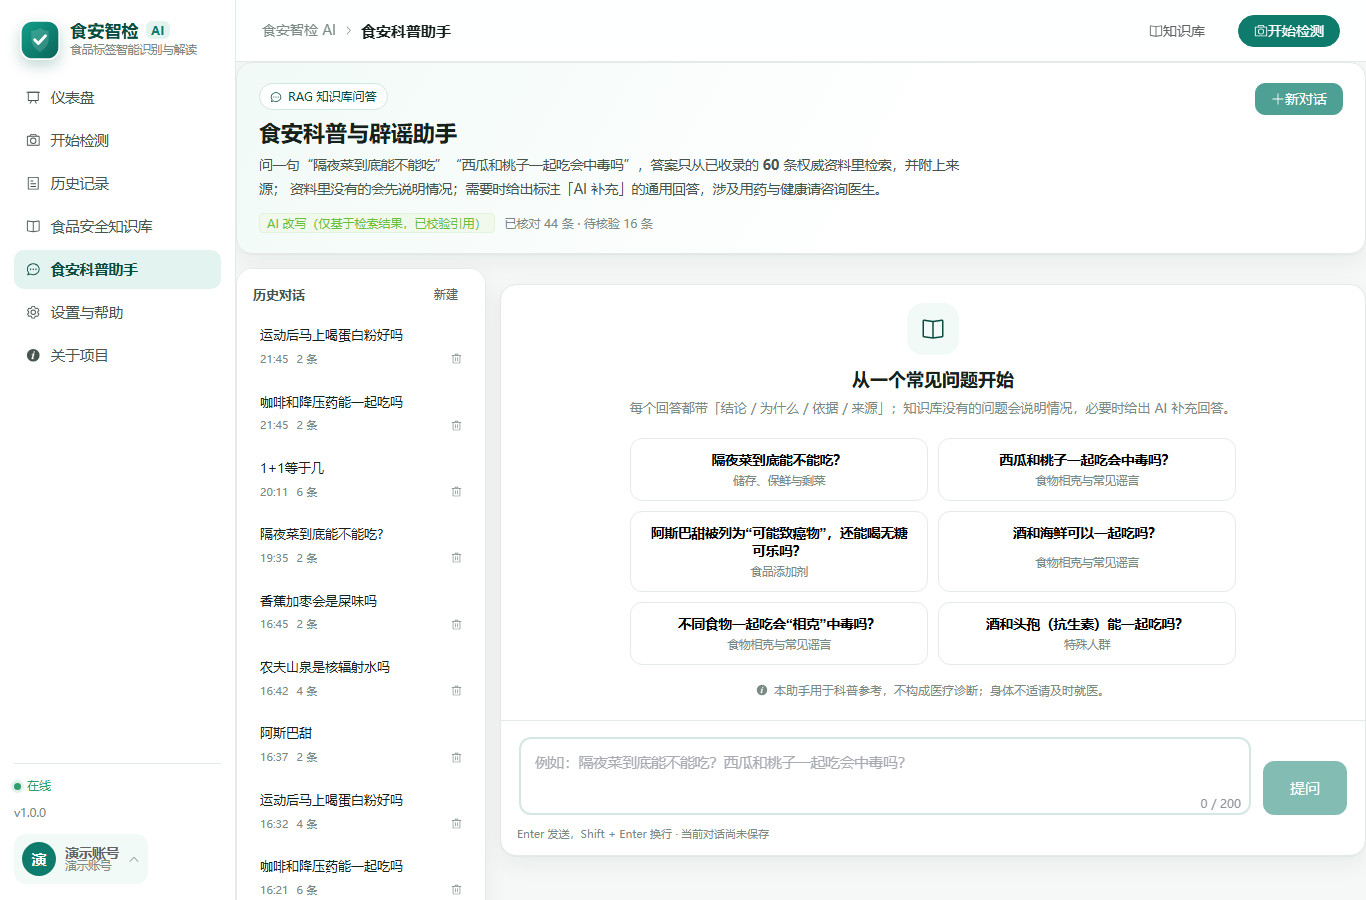 食安智检 AI
食品标签智能识别与解读
仪表盘
开始检测
历史记录
食品安全知识库
食安科普助手
设置与帮助
关于项目
在线
v1.0.0
演
演示账号
演示账号
食安智检 AI > 食安科普助手
知识库
开始检测
RAG 知识库问答
+新对话
食安科普与辟谣助手
问一句“隔夜菜到底能不能吃”“西瓜和桃子一起吃会中毒吗”，答案只从已收录的 60 条权威资料里检索，并附上来
源； 资料里没有的会先说明情况；需要时给出标注「AI 补充」的通用回答，涉及用药与健康请咨询医生。
AI 改写（仅基于检索结果，已校验引用） 已核对 44 条 · 待核验 16 条
历史对话
新建
运动后马上喝蛋白粉好吗
21:45 2 条
咖啡和降压药能一起吃吗
21:45 2 条
1+1等于几
20:11 6 条
隔夜菜到底能不能吃?
19:35 2 条
香蕉加枣会是屎味吗
16:45 2 条
农夫山泉是核辐射水吗
16:42 4 条
阿斯巴甜
16:37 2 条
运动后马上喝蛋白粉好吗
16:32 4 条
咖啡和降压药能一起吃吗
16:21 6 条
从一个常见问题开始
每个回答都带「结论 / 为什么 / 依据 / 来源」；知识库没有的问题会说明情况，必要时给出 AI 补充回答。
隔夜菜到底能不能吃?
储存、保鲜与剩菜
西瓜和桃子一起吃会中毒吗?
食物相克与常见谣言
阿斯巴甜被列为“可能致癌物”，还能喝无糖
可乐吗?
食品添加剂
酒和海鲜可以一起吃吗?
食物相克与常见谣言
不同食物一起吃会“相克”中毒吗?
食物相克与常见谣言
酒和头孢（抗生素）能一起吃吗?
特殊人群
本助手用于科普参考，不构成医疗诊断；身体不适请及时就医。
例如：隔夜菜到底能不能吃？西瓜和桃子一起吃会中毒吗?
0 / 200
提问
Enter 发送，Shift + Enter 换行 · 当前对话尚未保存